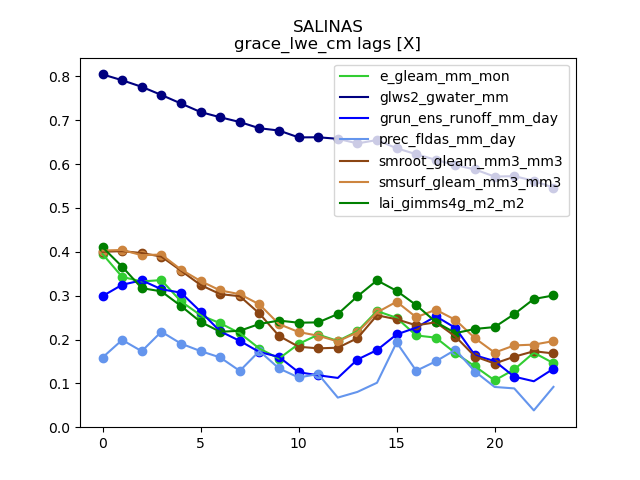 SALINAS
grace_lwe_cm lags [X]
e_gleam_mm_mon
glws2_gwater_mm
grun_ens_runoff_mm_day
prec_fldas_mm_day
smroot_gleam_mm3_mm3
smsurf_gleam_mm3_mm3
lai_gimms4g_m2_m2
0.8
0.7
0.6
0.5
0.4
0.3
0.2
0.1
0.0
0 5 10 15 20